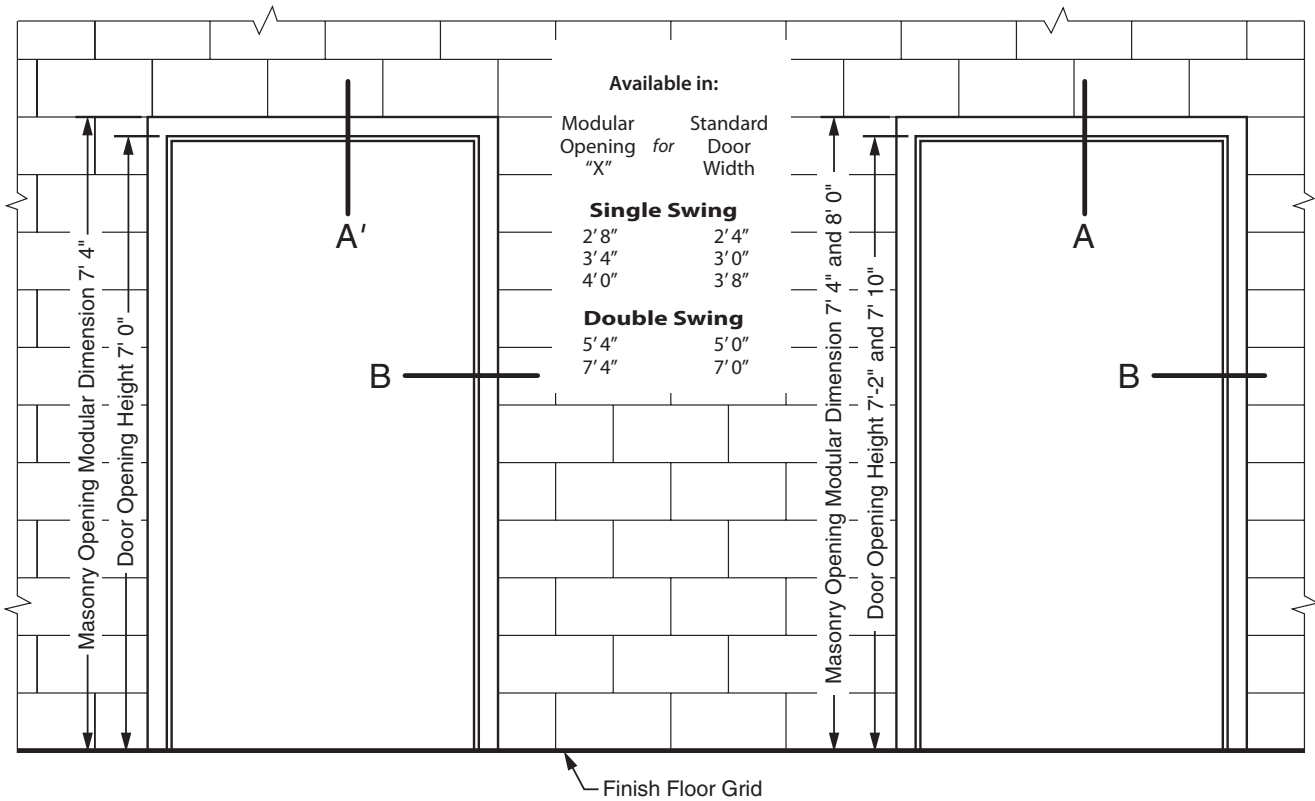 Available in:
Modular Opening "X" for Standard Door Width
Single Swing
2' 8" 2' 4"
3' 4" 3' 0"
4' 0" 3' 8"
Double Swing
5' 4" 5' 0"
7' 4" 7' 0"
Masonry Opening Modular Dimension 7' 4"
Door Opening Height 7' 0"
A'
B
Masonry Opening Modular Dimension 7' 4" and 8' 0"
Door Opening Height 7'-2" and 7' 10"
A
B
Finish Floor Grid